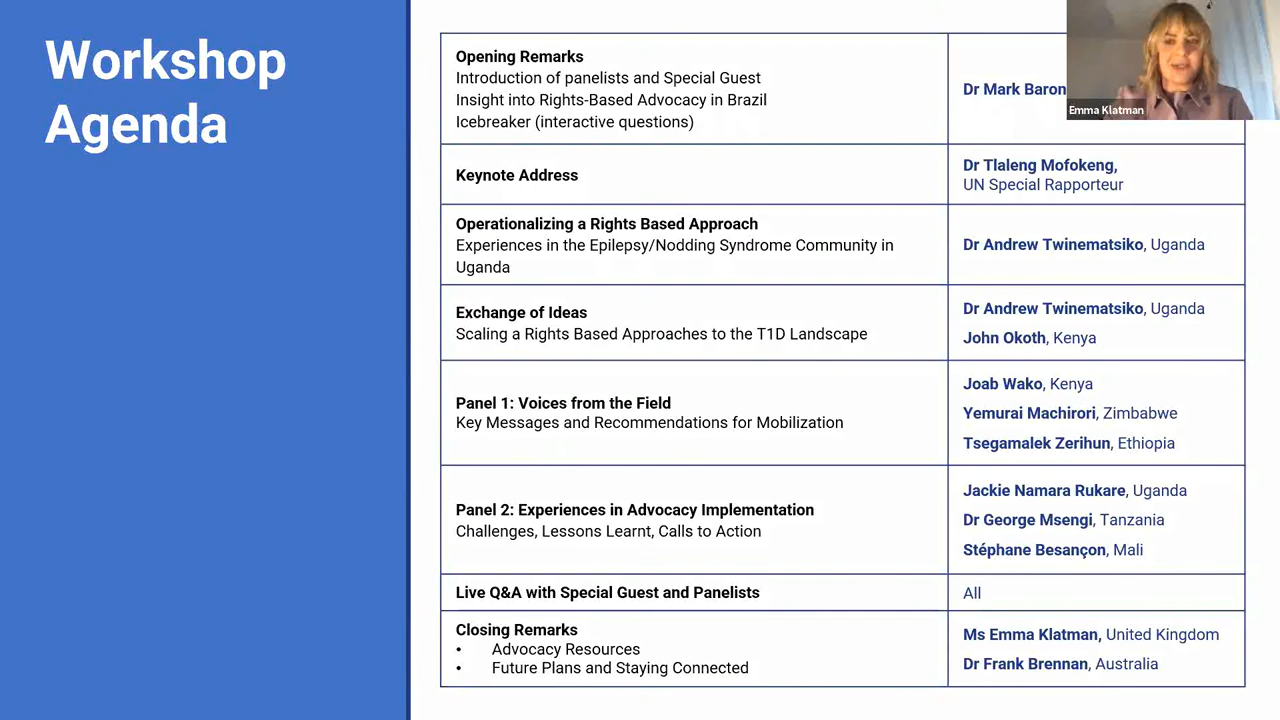 Workshop
Agenda
Opening Remarks
Introduction of panelists and Special Guest
Insight into Rights-Based Advocacy in Brazil
Icebreaker (interactive questions)
Dr Mark Baron
Emma Klatman
Keynote Address
Dr Tlaleng Mofokeng,
UN Special Rapporteur
Operationalizing a Rights Based Approach
Experiences in the Epilepsy/Nodding Syndrome Community in
Uganda
Dr Andrew Twinematsiko, Uganda
Exchange of Ideas
Scaling a Rights Based Approaches to the T1D Landscape
Dr Andrew Twinematsiko, Uganda
John Okoth, Kenya
Panel 1: Voices from the Field
Key Messages and Recommendations for Mobilization
Joab Wako, Kenya
Yemurai Machirori, Zimbabwe
Tsegamalek Zerihun, Ethiopia
Panel 2: Experiences in Advocacy Implementation
Challenges, Lessons Learnt, Calls to Action
Jackie Namara Rukare, Uganda
Dr George Msengi, Tanzania
Stéphane Besançon, Mali
Live Q&A with Special Guest and Panelists
All
Closing Remarks
• Advocacy Resources
• Future Plans and Staying Connected
Ms Emma Klatman, United Kingdom
Dr Frank Brennan, Australia